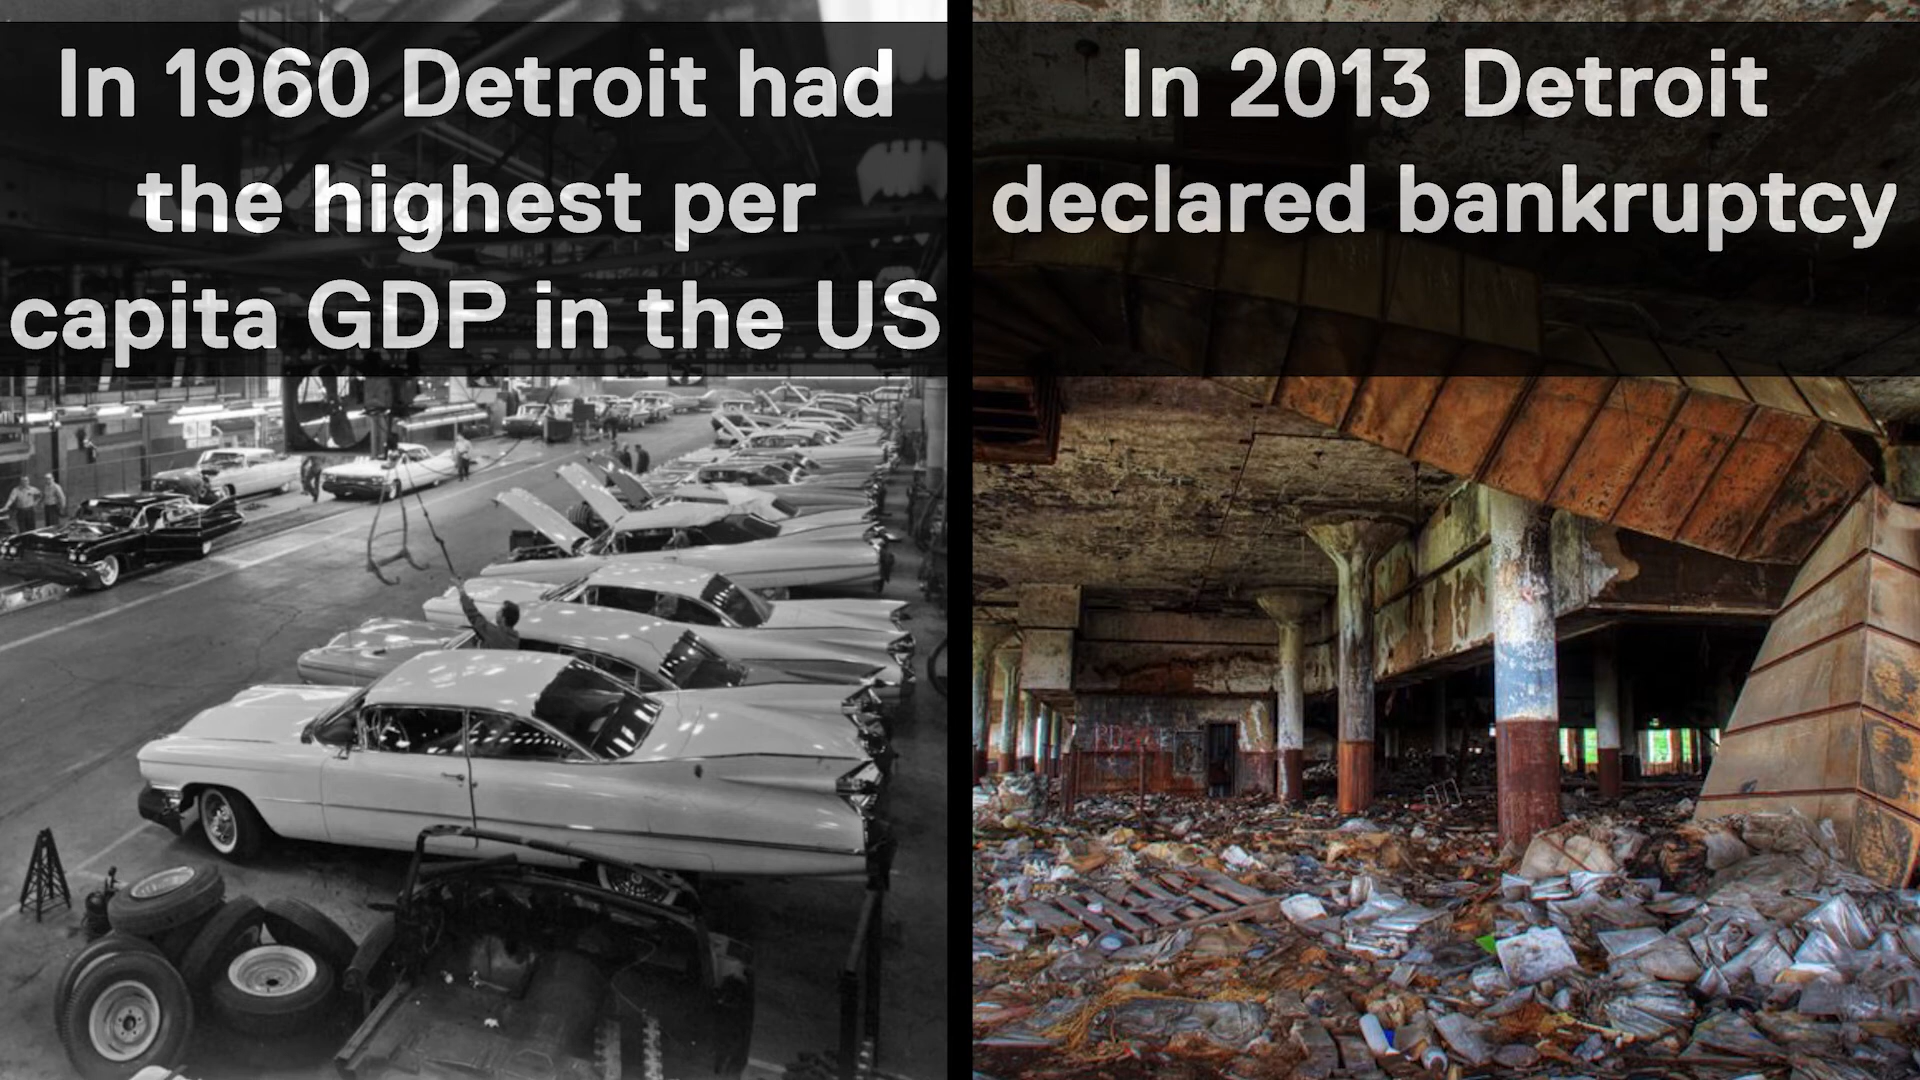 In 1960 Detroit had
the highest per
capita GDP in the US
In 2013 Detroit
declared bankruptcy